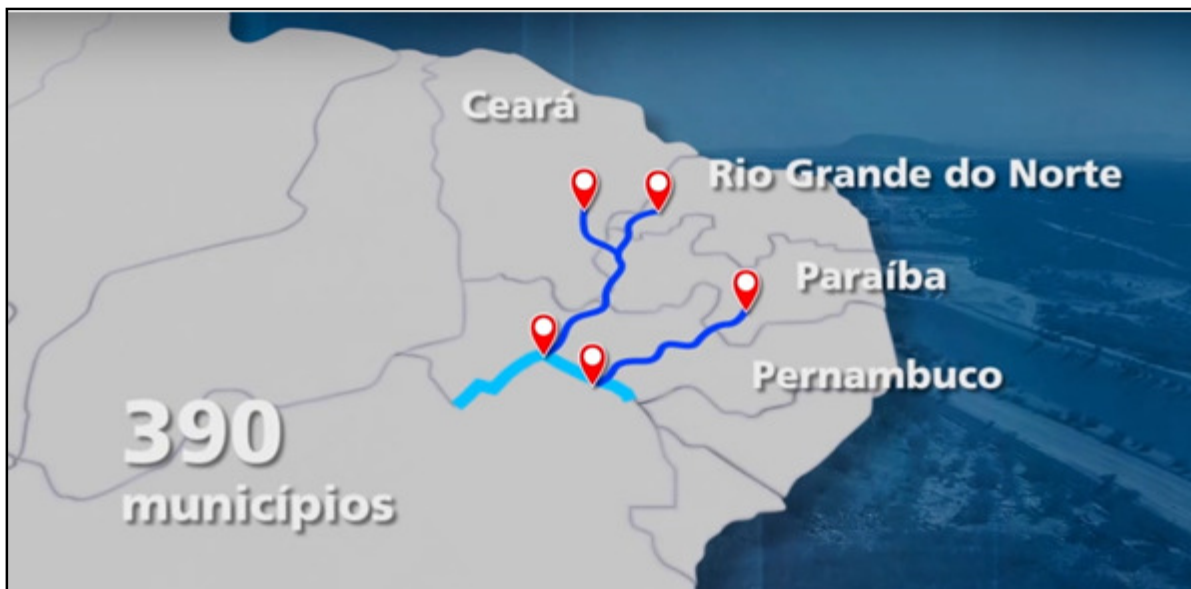 Ceará
Rio Grande do Norte
Paraíba
Pernambuco
390
municípios